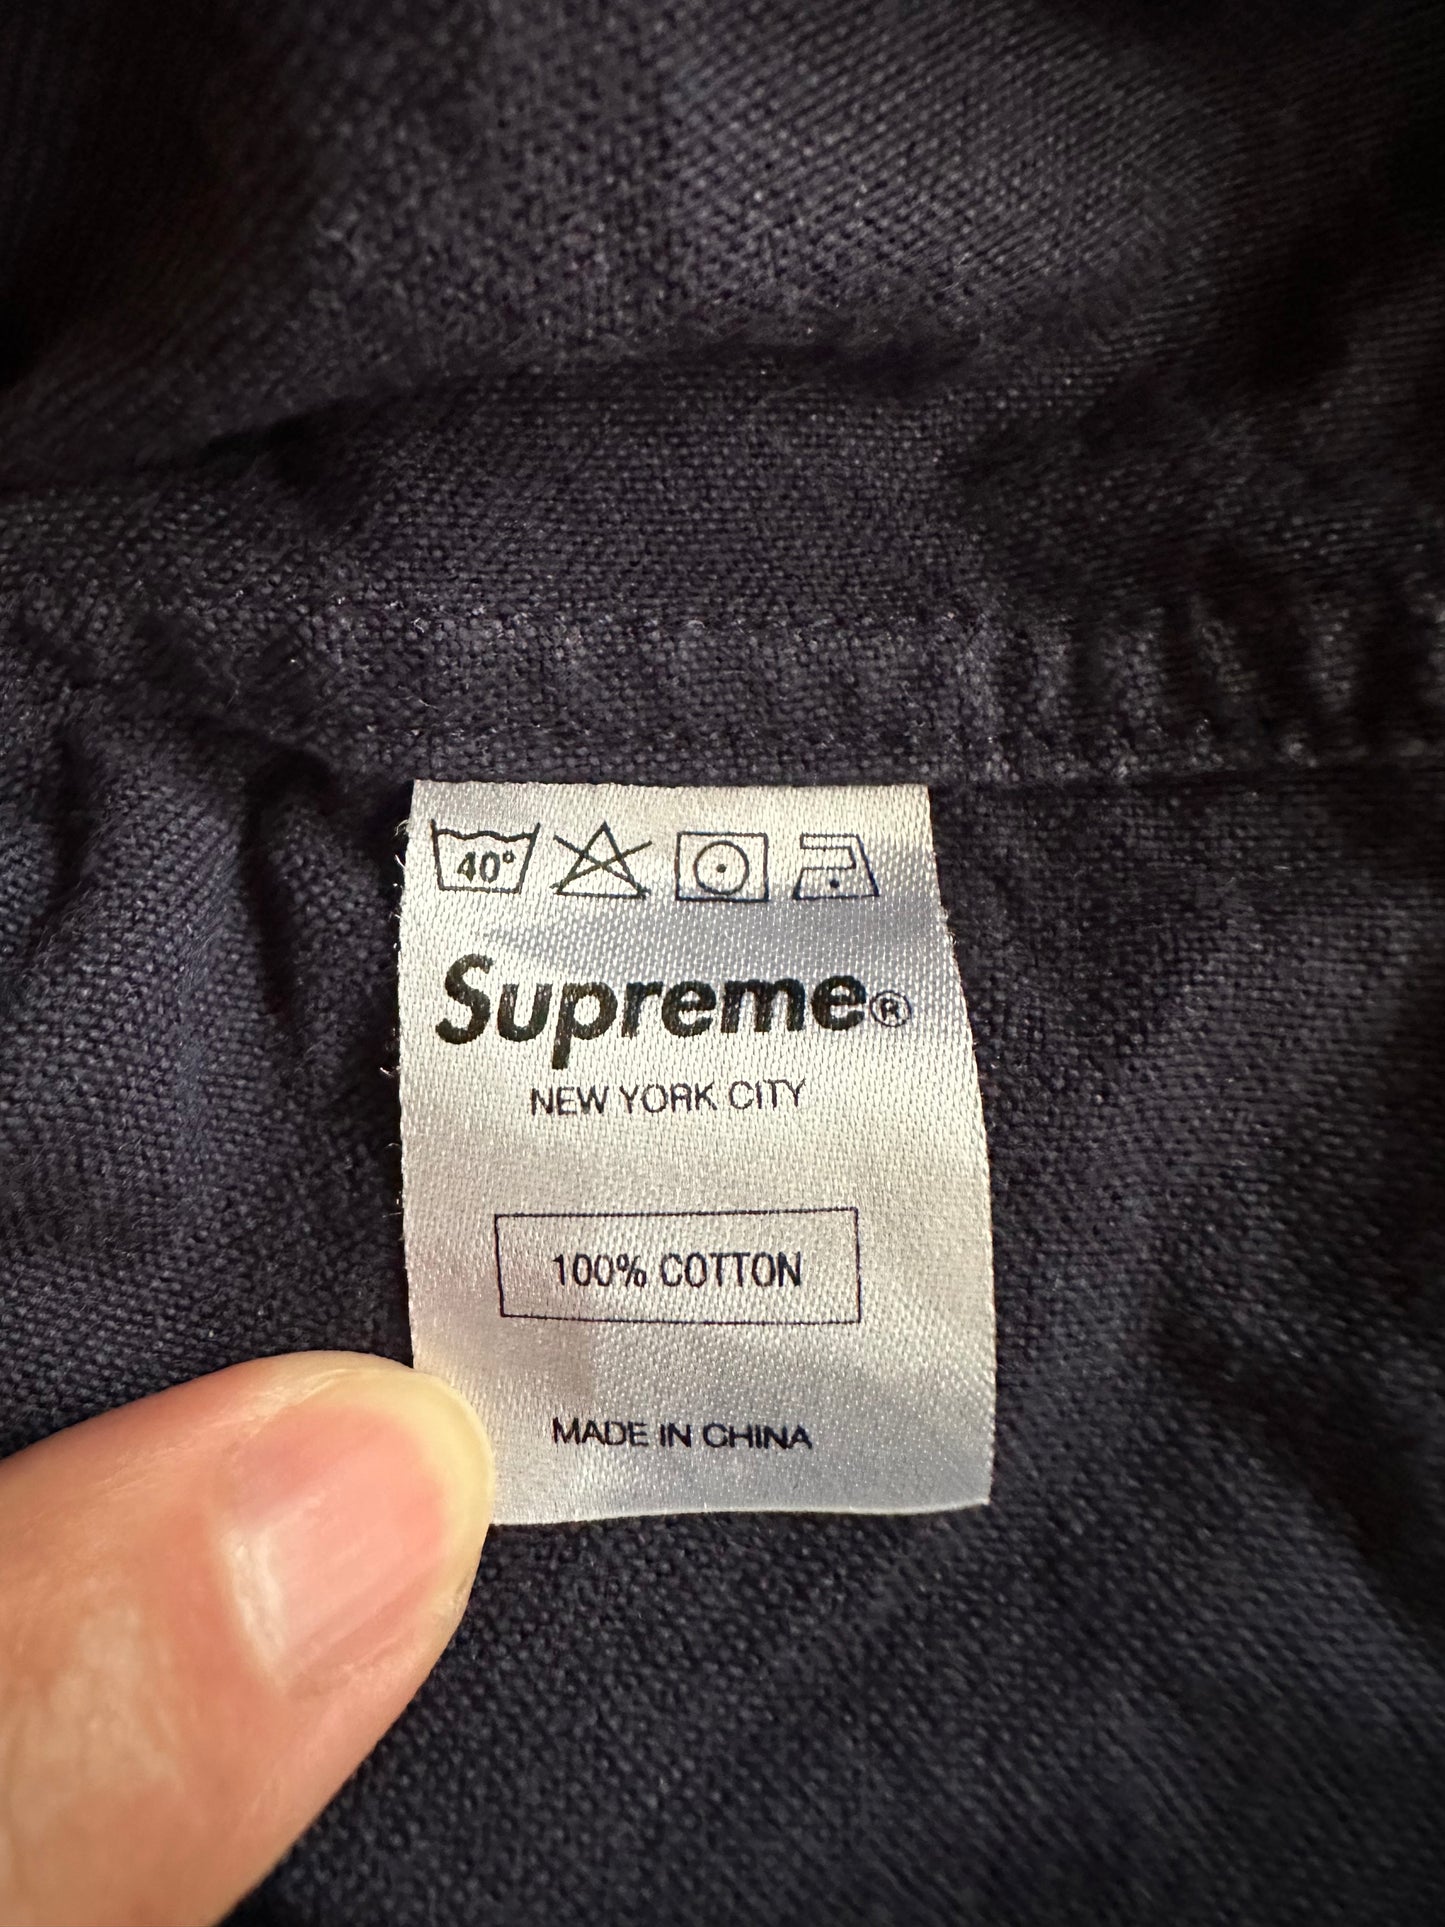 40°
Supreme®
NEW YORK CITY
100% COTTON
MADE IN CHINA